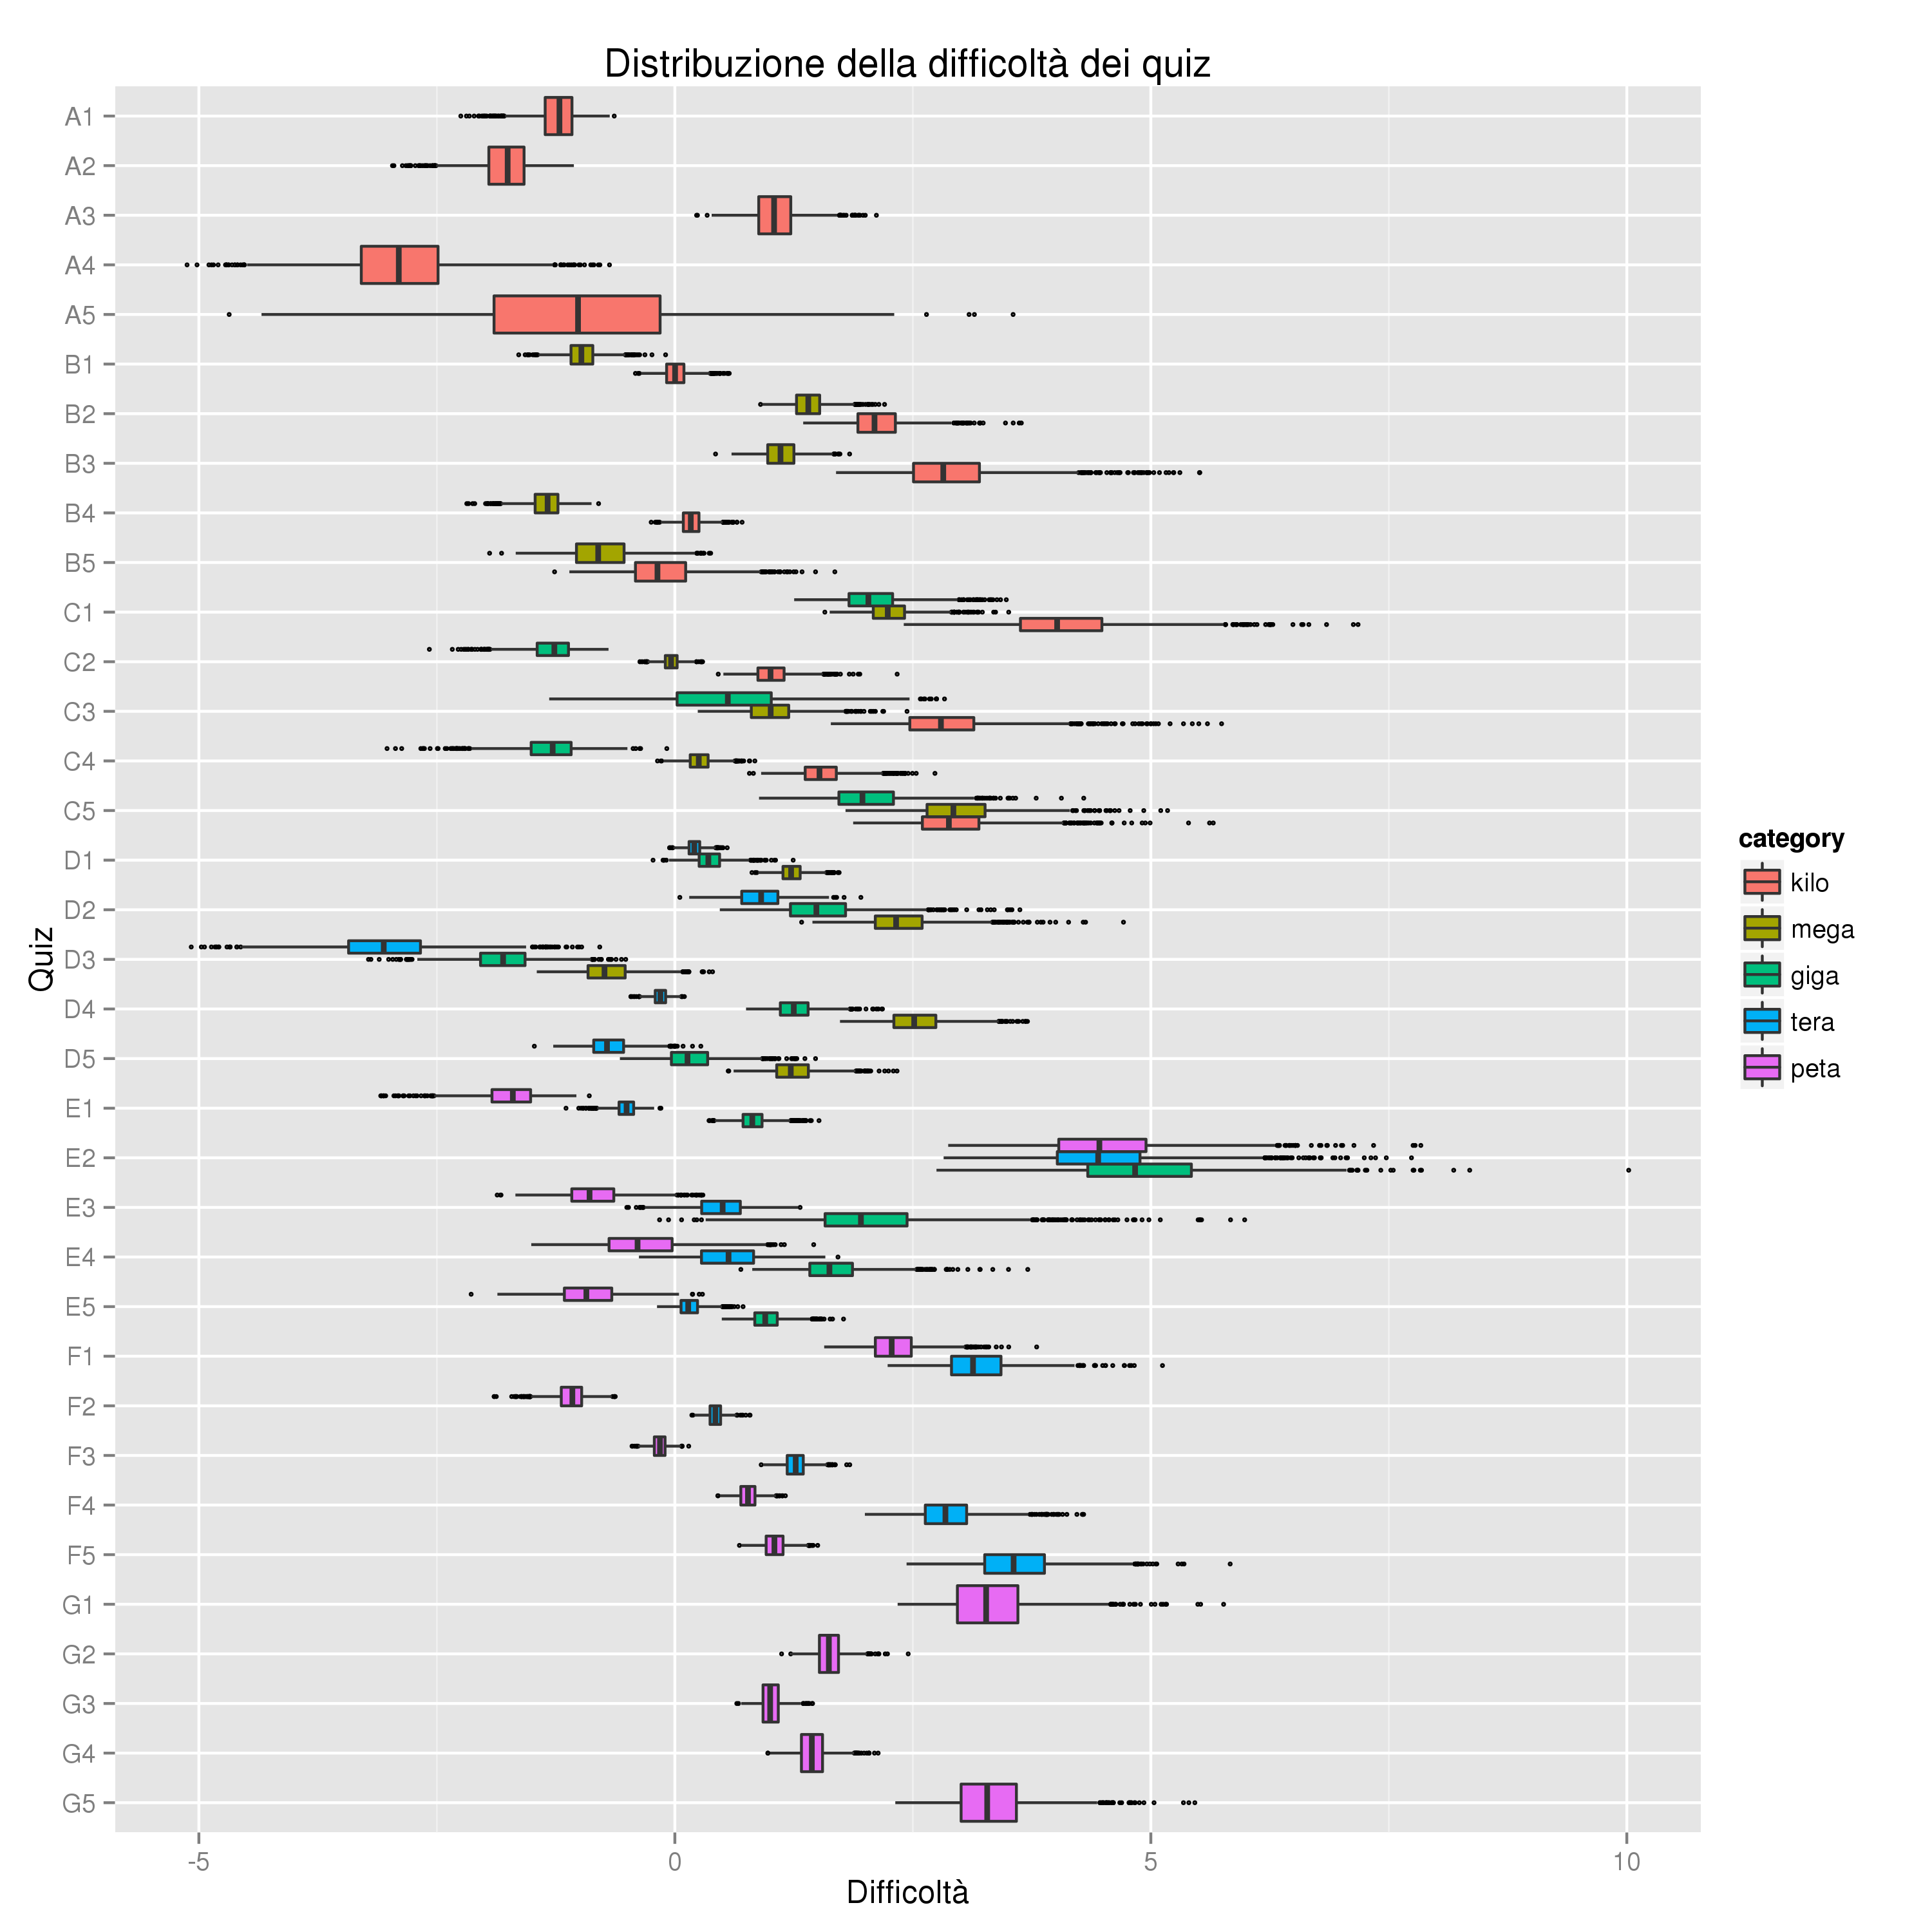 Distribuzione della difficoltà dei quiz
Quiz
A1
A2
A3
A4
A5
B1
B2
B3
B4
B5
C1
C2
C3
C4
C5
D1
D2
D3
D4
D5
E1
E2
E3
E4
E5
F1
F2
F3
F4
F5
G1
G2
G3
G4
G5
-5 0 5 10
Difficoltà
category
kilo
mega
giga
tera
peta